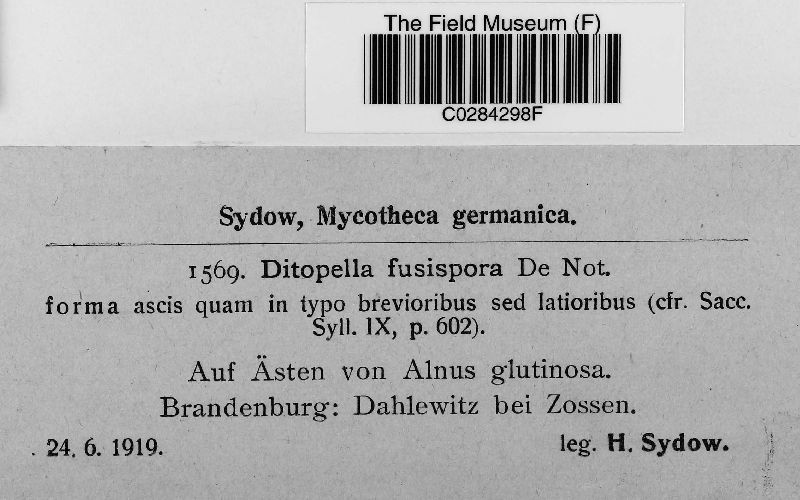 The Field Museum (F)
C0284298F
Sydow, Mycotheca germanica.
1569. Ditopella fusispora De Not.
forma ascis quam in typo brevioribus sed latioribus (cfr. Sacc.
Syll. IX, p. 602).
Auf Ästen von Alnus glutinosa.
Brandenburg: Dahlewitz bei Zossen.
24. 6. 1919. leg. H. Sydow.